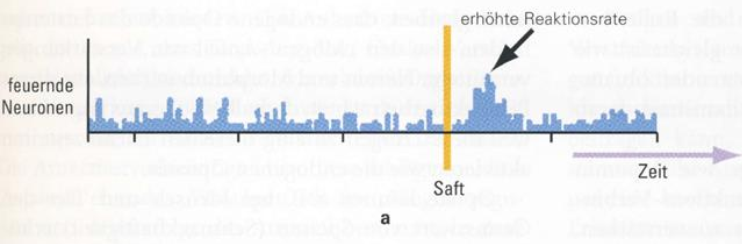 erhöhte Reaktionsrate
feuernde
Neuronen
Saft
Zeit
a